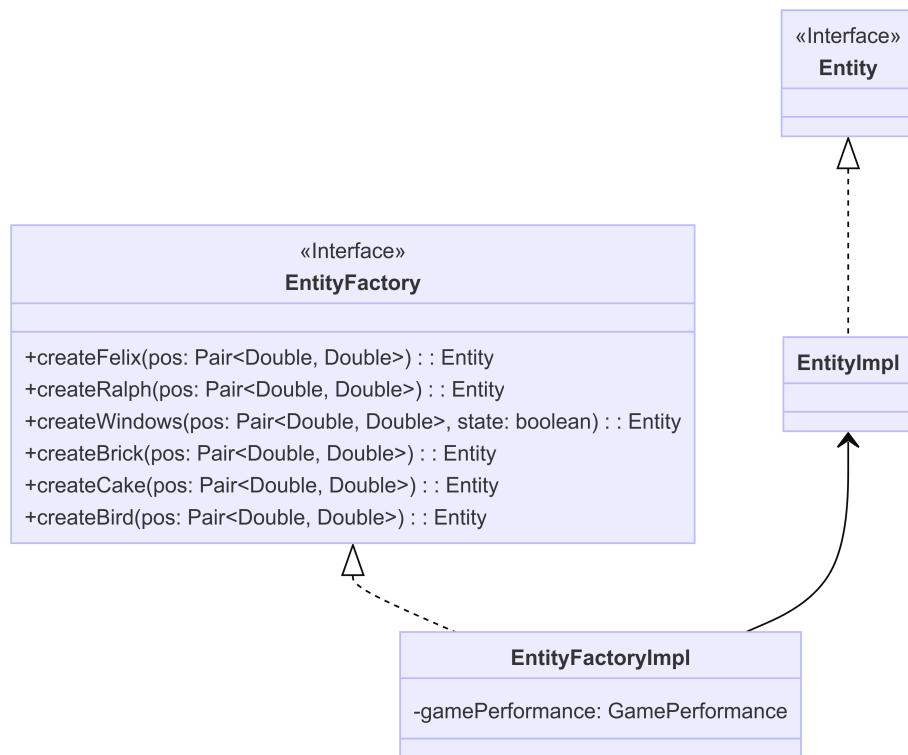 «Interface»
Entity
«Interface»
EntityFactory
+createFelix(pos: Pair<Double, Double>) : : Entity
+createRalph(pos: Pair<Double, Double>) : : Entity
+createWindows(pos: Pair<Double, Double>, state: boolean) : : Entity
+createBrick(pos: Pair<Double, Double>) : : Entity
+createCake(pos: Pair<Double, Double>) : : Entity
+createBird(pos: Pair<Double, Double>) : : Entity
EntityImpl
EntityFactoryImpl
-gamePerformance: GamePerformance